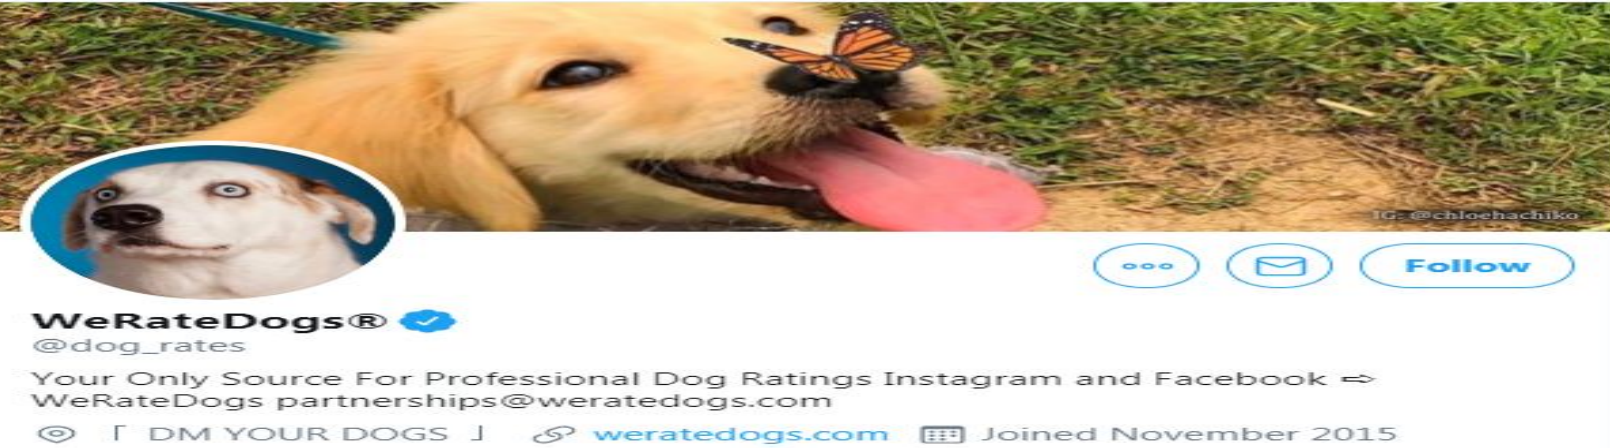 IG: @chloehachiko
Follow
WeRateDogs®
@dog_rates
Your Only Source For Professional Dog Ratings Instagram and Facebook ⇨
WeRateDogs partnerships@weratedogs.com
「 DM YOUR DOGS 」 weratedogs.com Joined November 2015